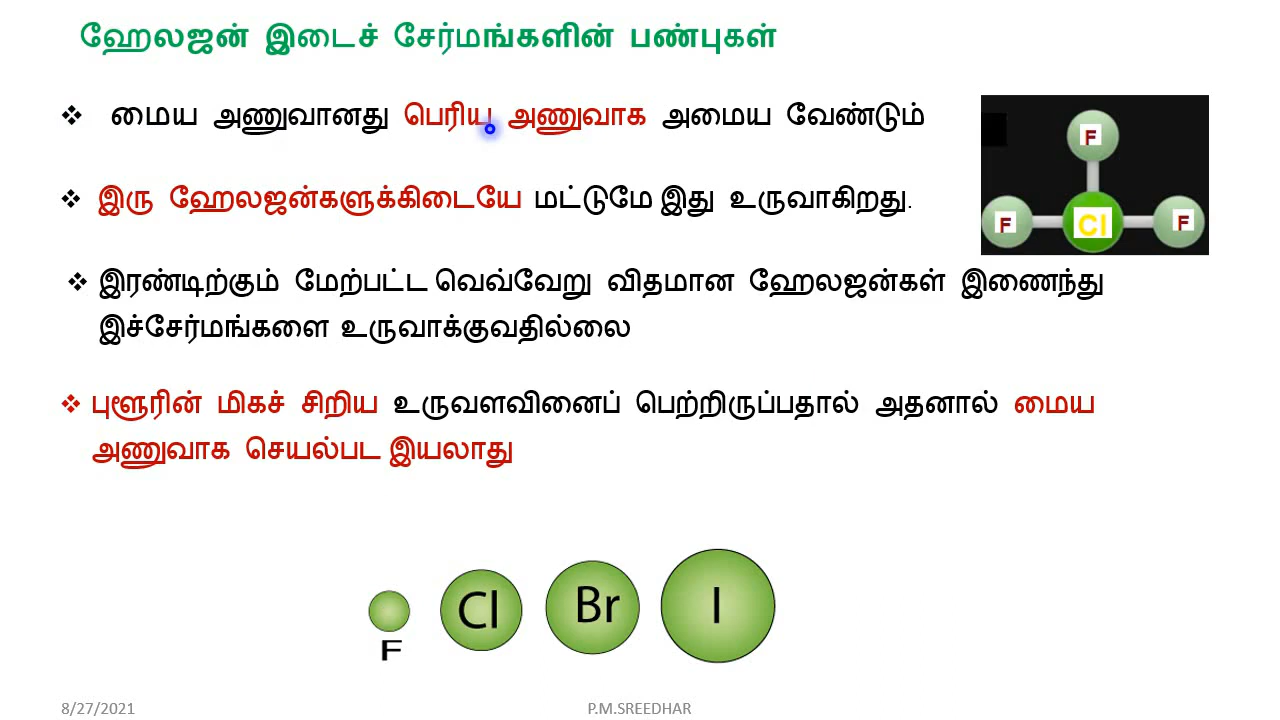 ஹேலஜன் இடைச் சேர்மங்களின் பண்புகள்
❖ மைய அணுவானது பெரிய அணுவாக அமைய வேண்டும்
F
❖ இரு ஹேலஜன்களுக்கிடையே மட்டுமே இது உருவாகிறது.
F Cl F
❖ இரண்டிற்கும் மேற்பட்ட வெவ்வேறு விதமான ஹேலஜன்கள் இணைந்து
இச்சேர்மங்களை உருவாக்குவதில்லை
❖ புளூரின் மிகச் சிறிய உருவளவினைப் பெற்றிருப்பதால் அதனால் மைய
அணுவாக செயல்பட இயலாது
Cl Br I
F
8/27/2021 P.M.SREEDHAR